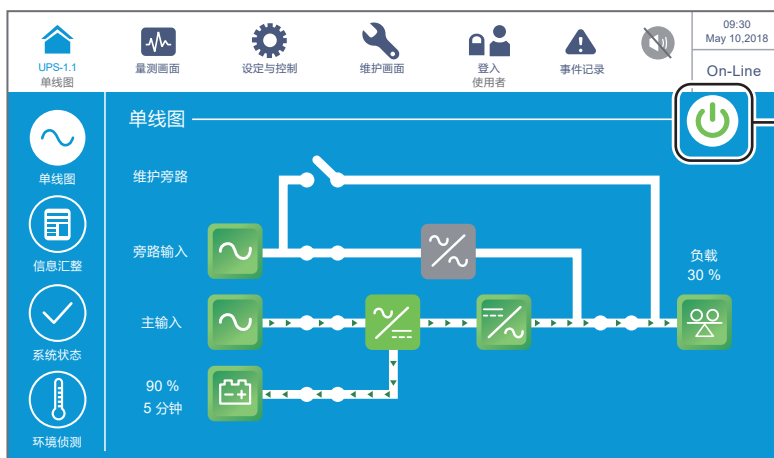 09:30
May 10,2018
On-Line
UPS-1.1
单线图
量测画面
设定与控制
维护画面
登入
使用者
事件记录
单线图
信息汇整
系统状态
环境侦测
单线图
维护旁路
旁路输入
主输入
90 %
5 分钟
负载
30 %